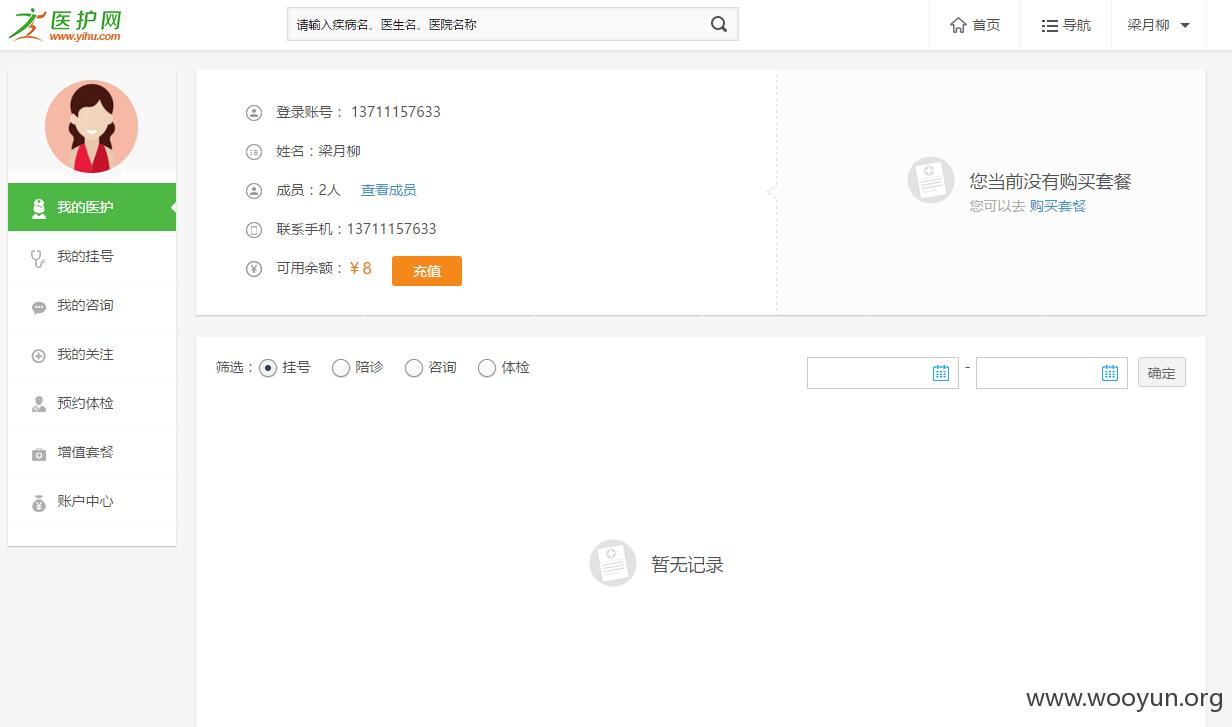 医护网
www.yihu.com
请输入疾病名、医生名、医院名称
首页
导航
梁月柳
我的医护
我的挂号
我的咨询
我的关注
预约体检
增值套餐
账户中心
登录账号： 13711157633
姓名：梁月柳
成员：2人 查看成员
联系手机：13711157633
可用余额：¥ 8 充值
您当前没有购买套餐
您可以去 购买套餐
筛选： 挂号 陪诊 咨询 体检 - 确定
暂无记录
www.wooyun.org